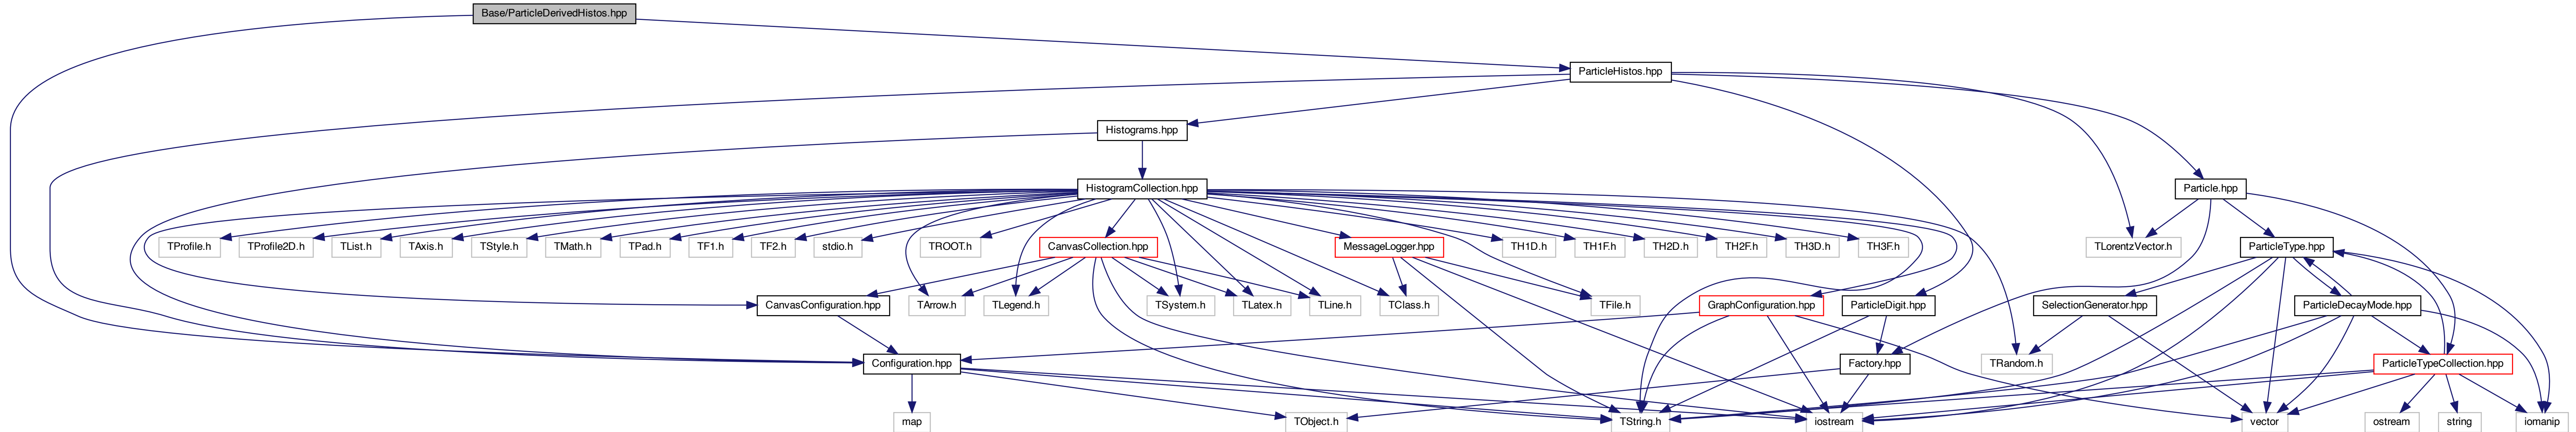 Base/ParticleDerivedHistos.hpp
ParticleHistos.hpp
Histograms.hpp
HistogramCollection.hpp
Particle.hpp
TProfile.h
TProfile2D.h
TList.h
TAxis.h
TStyle.h
TMath.h
TPad.h
TF1.h
TF2.h
stdio.h
TROOT.h
CanvasCollection.hpp
MessageLogger.hpp
TH1D.h
TH1F.h
TH2D.h
TH2F.h
TH3D.h
TH3F.h
TLorentzVector.h
ParticleType.hpp
CanvasConfiguration.hpp
TArrow.h
TLegend.h
TSystem.h
TLatex.h
TLine.h
TClass.h
TFile.h
GraphConfiguration.hpp
ParticleDigit.hpp
SelectionGenerator.hpp
ParticleDecayMode.hpp
Configuration.hpp
Factory.hpp
TRandom.h
ParticleTypeCollection.hpp
map
TObject.h
TString.h
iostream
vector
ostream
string
iomanip